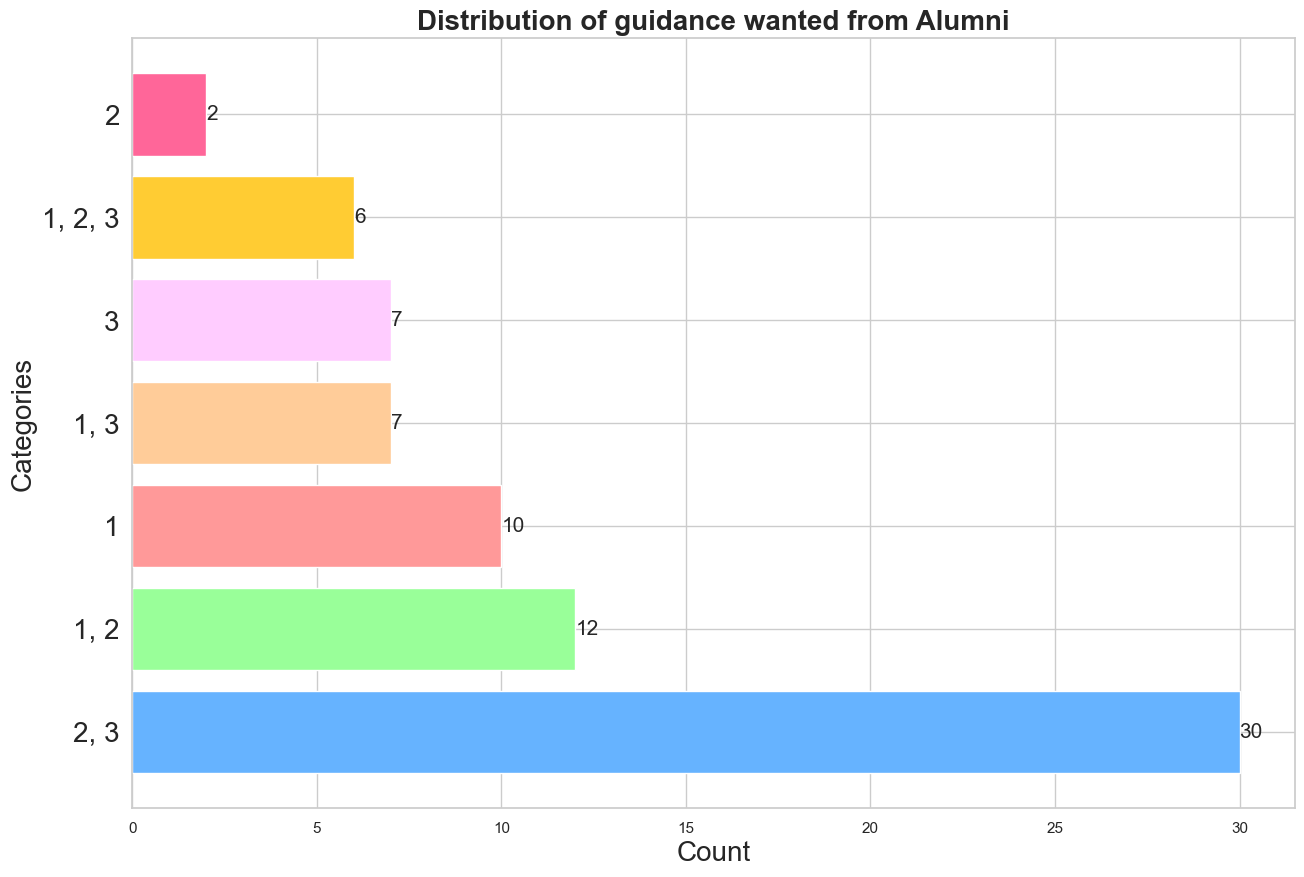 Distribution of guidance wanted from Alumni
Categories
2
2
1, 2, 3
6
3
7
1, 3
7
1
10
1, 2
12
2, 3
30
0 5 10 15 20 25 30
Count